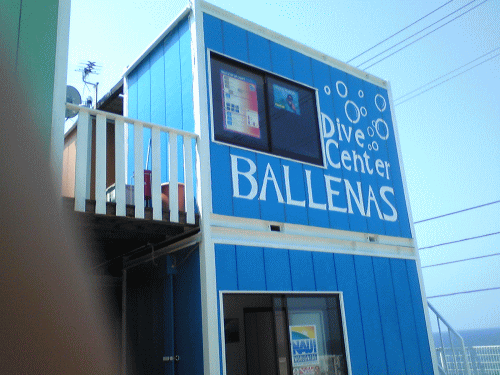 Dive
Center
BALLENAS
NAUI